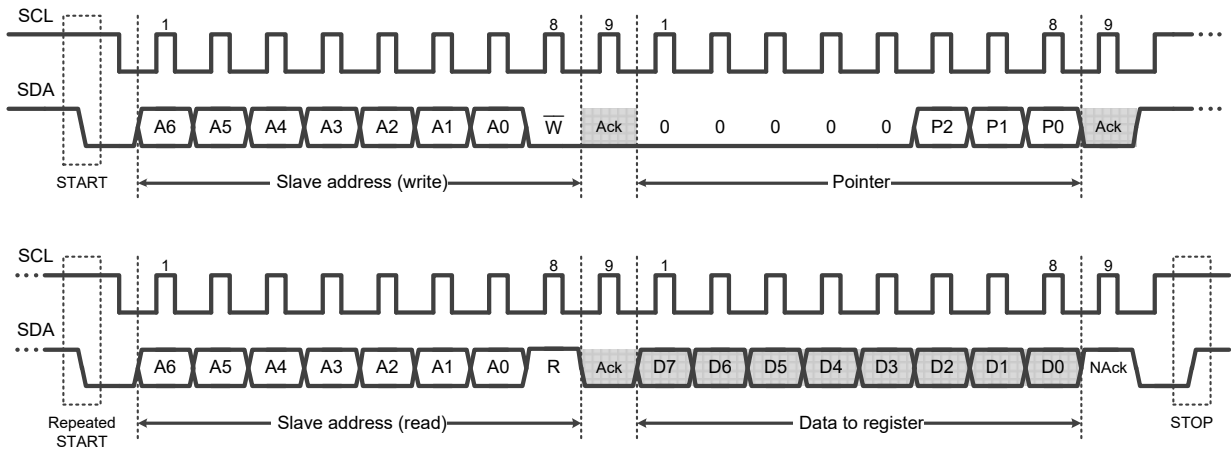 SCL
1 8 9 1 8 9
SDA
A6 A5 A4 A3 A2 A1 A0 W̅ Ack 0 0 0 0 0 P2 P1 P0 Ack
START
Slave address (write)
Pointer
SCL
1 8 9 1 8 9
SDA
A6 A5 A4 A3 A2 A1 A0 R Ack D7 D6 D5 D4 D3 D2 D1 D0 NAck
Repeated
START
Slave address (read)
Data to register
STOP